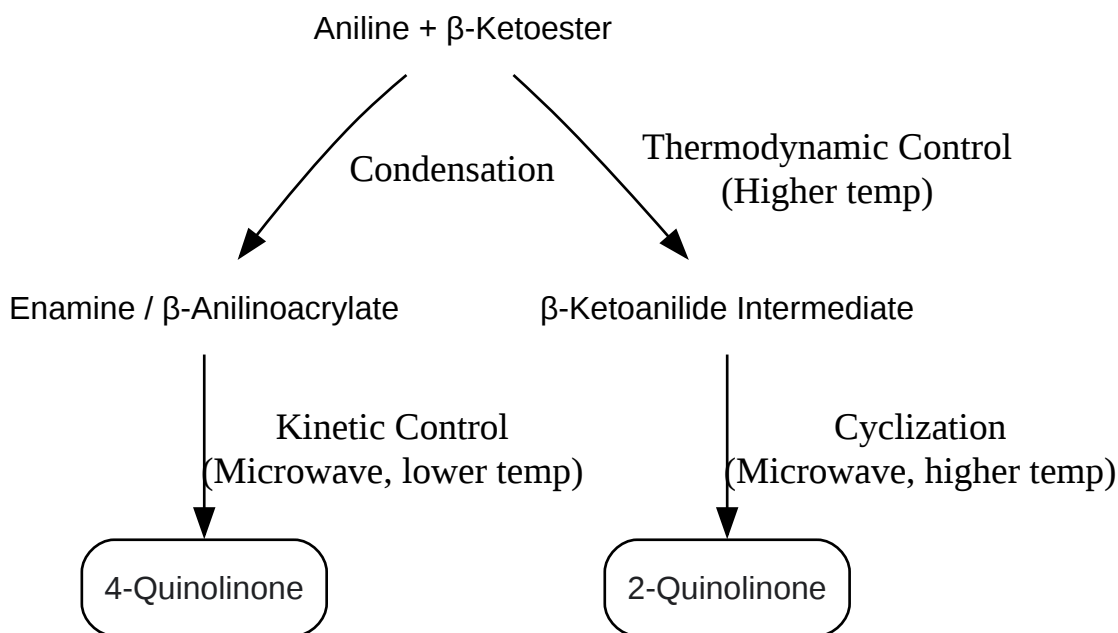 Aniline + β-Ketoester
Condensation
Thermodynamic Control
(Higher temp)
Enamine / β-Anilinoacrylate
β-Ketoanilide Intermediate
Kinetic Control
(Microwave, lower temp)
Cyclization
(Microwave, higher temp)
4-Quinolinone
2-Quinolinone